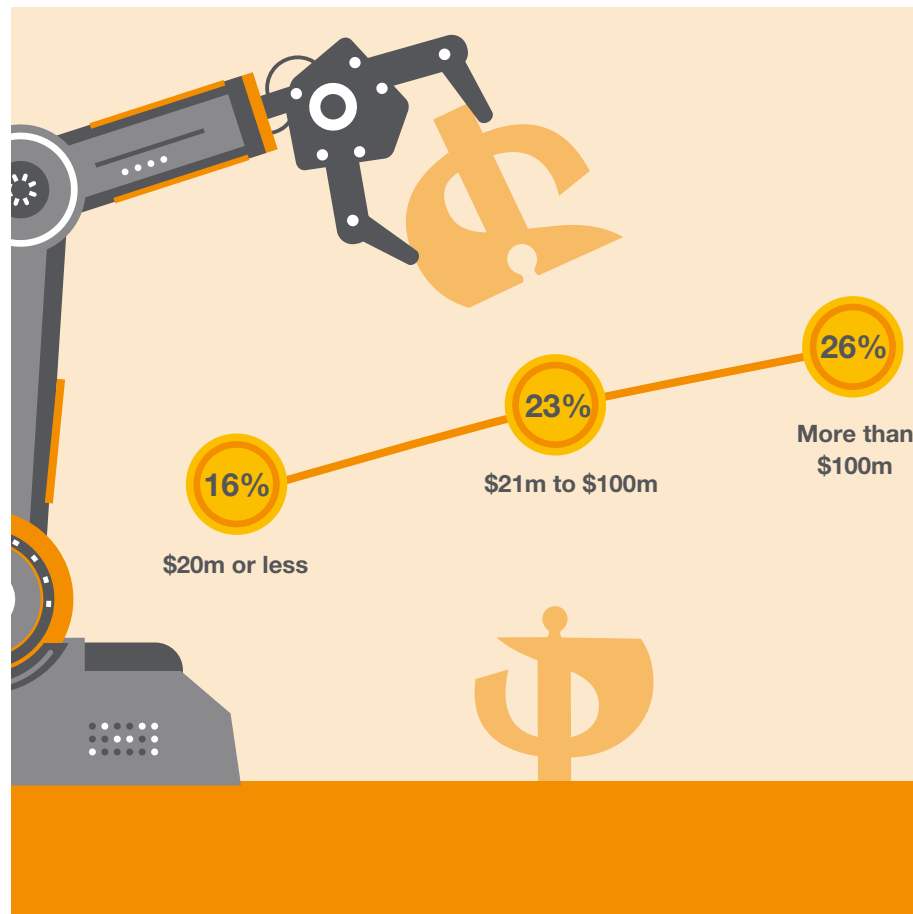 26%
More than
$100m
23%
$21m to $100m
16%
$20m or less